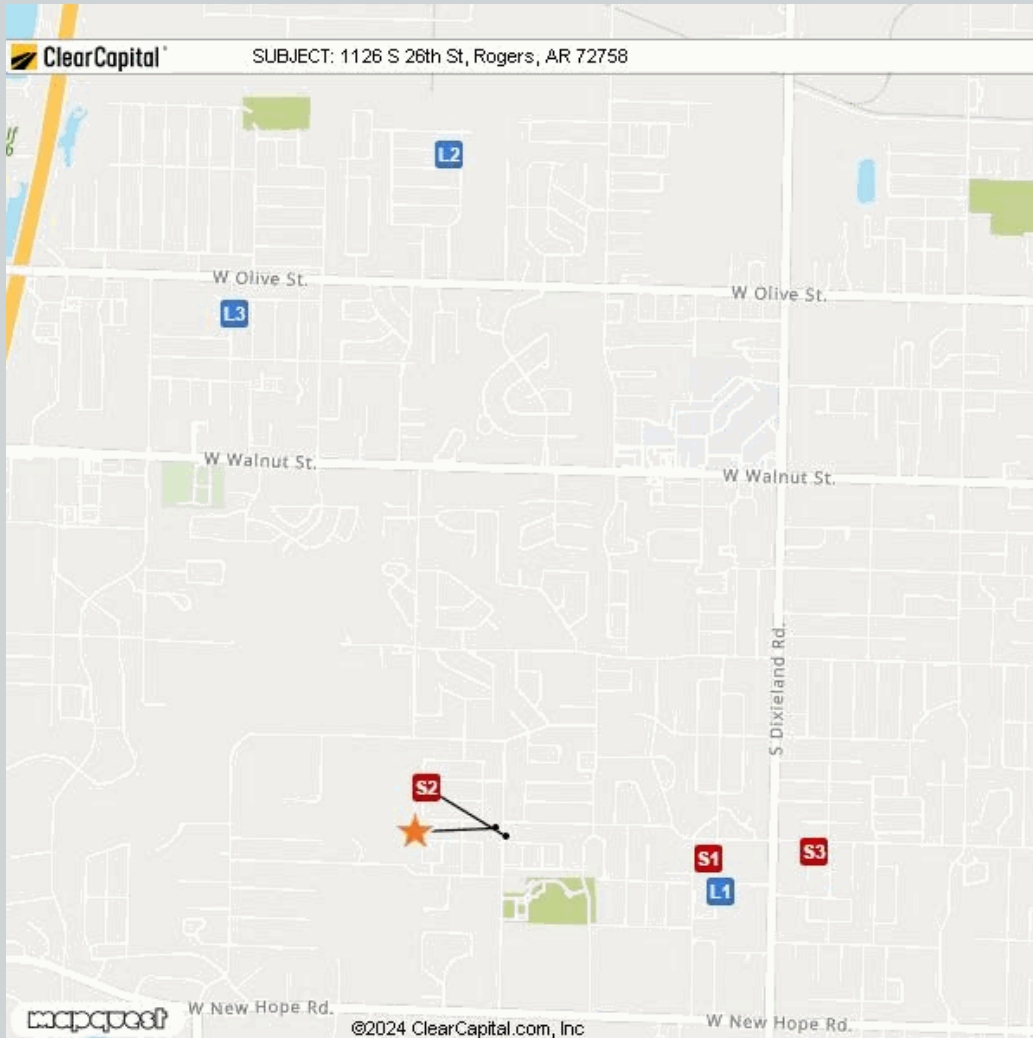 ClearCapital
SUBJECT: 1126 S 26th St, Rogers, AR 72758
L2
W Olive St.
W Olive St.
L3
W Walnut St.
W Walnut St.
S Dixieland Rd.
S2
S1
S3
L1
W New Hope Rd.
W New Hope Rd.
mapquest
©2024 ClearCapital.com, Inc